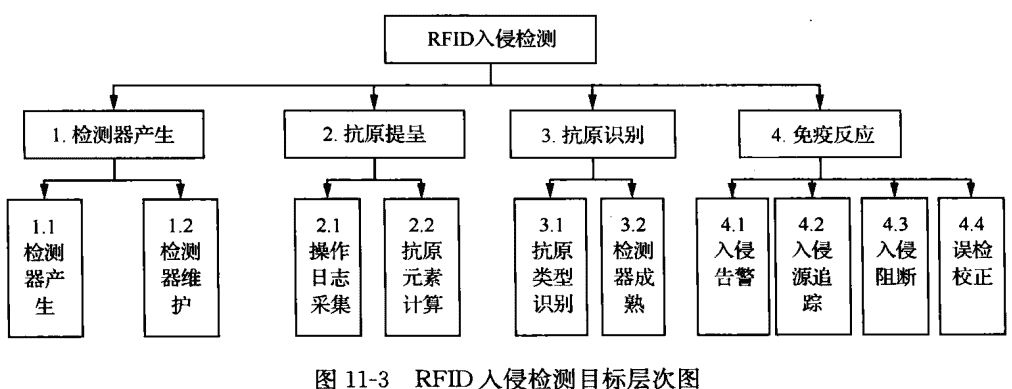 RFID入侵检测
1. 检测器产生
2. 抗原提呈
3. 抗原识别
4. 免疫反应
1.1
检测
器产
生
1.2
检测
器维
护
2.1
操作
日志
采集
2.2
抗原
元素
计算
3.1
抗原
类型
识别
3.2
检测
器成
熟
4.1
入侵
告警
4.2
入侵
源追
踪
4.3
入侵
阻断
4.4
误检
校正
图 11-3 RFID 入侵检测目标层次图